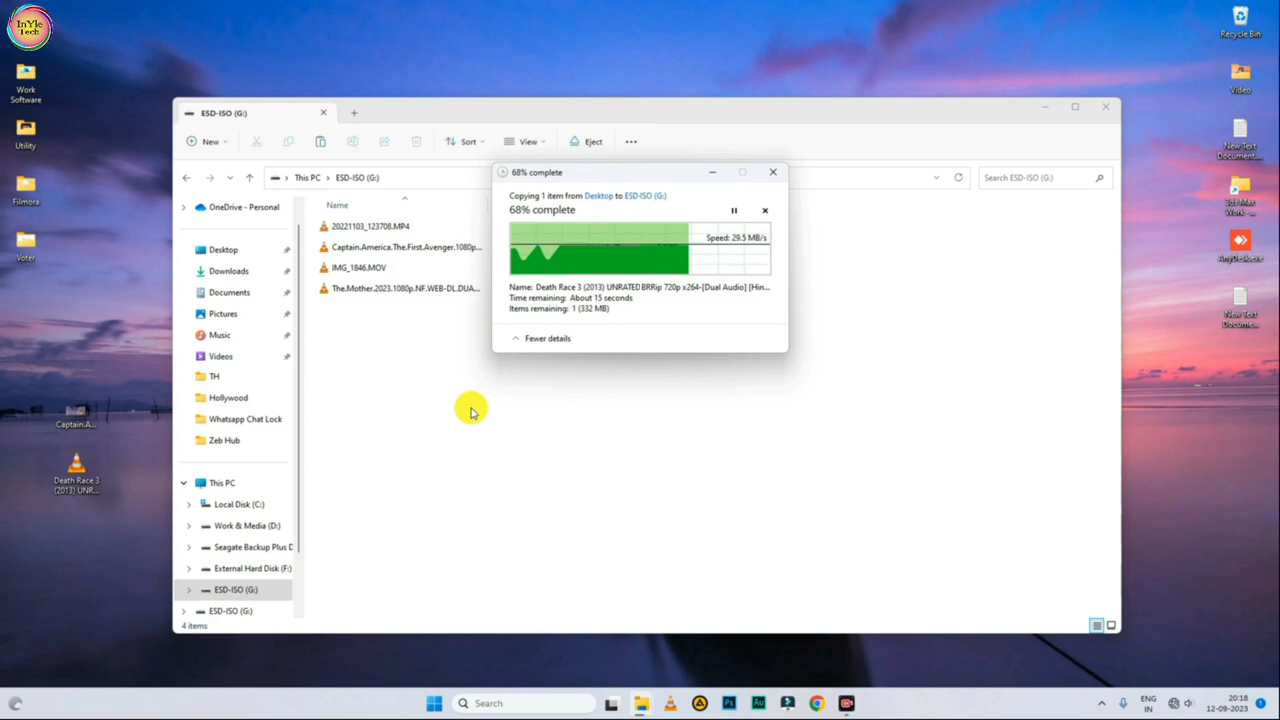 InYle
Tech
Work
Software
Utility
Filmora
Voter
Captain.A...
Death Race 3
(2013) UNR...
Recycle Bin
Video
New Text
Document...
AnyDesk.exe
New Text
Docume...
ESD-ISO (G:)
New
Sort
View
Eject
This PC
ESD-ISO (G:)
Search ESD-ISO (G:)
OneDrive - Personal
Desktop
Downloads
Documents
Pictures
Music
Videos
TH
Hollywood
Whatsapp Chat Lock
Zeb Hub
This PC
Local Disk (C:)
Work & Media (D:)
Seagate Backup Plus D
External Hard Disk (F:)
ESD-ISO (G:)
ESD-ISO (G:)
4 items
Name
20221103_123708.MP4
Captain.America.The.First.Avenger.1080p...
IMG_1846.MOV
The.Mother.2023.1080p.NF.WEB-DL.DUA...
68% complete
Copying 1 item from Desktop to ESD-ISO (G:)
68% complete
Speed: 29.5 MB/s
Name: Death Race 3 (2013) UNRATED BRRip 720p x264-[Dual Audio] [Hin...
Time remaining: About 15 seconds
Items remaining: 1 (332 MB)
Fewer details
Search
Ps
Au
ENG
IN
20:18
12-09-2023